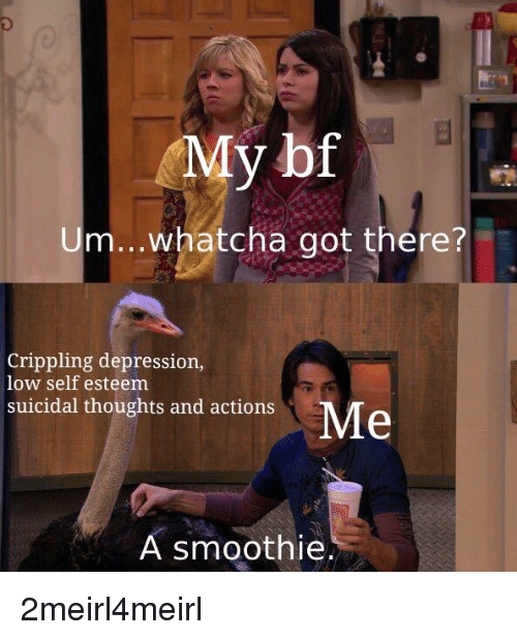 My bf
Um...whatcha got there?
Crippling depression,
low self esteem
suicidal thoughts and actions
Me
A smoothie.
2meirl4meirl